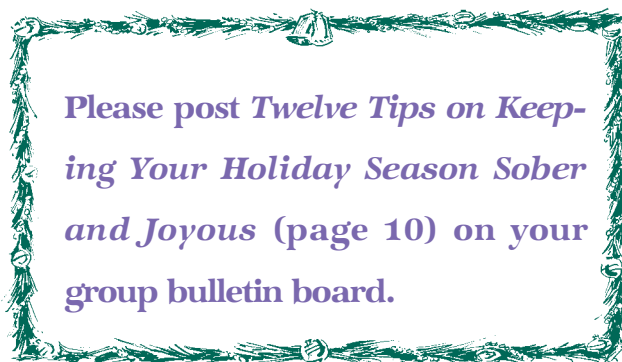 Please post Twelve Tips on Keep-
ing Your Holiday Season Sober
and Joyous (page 10) on your
group bulletin board.